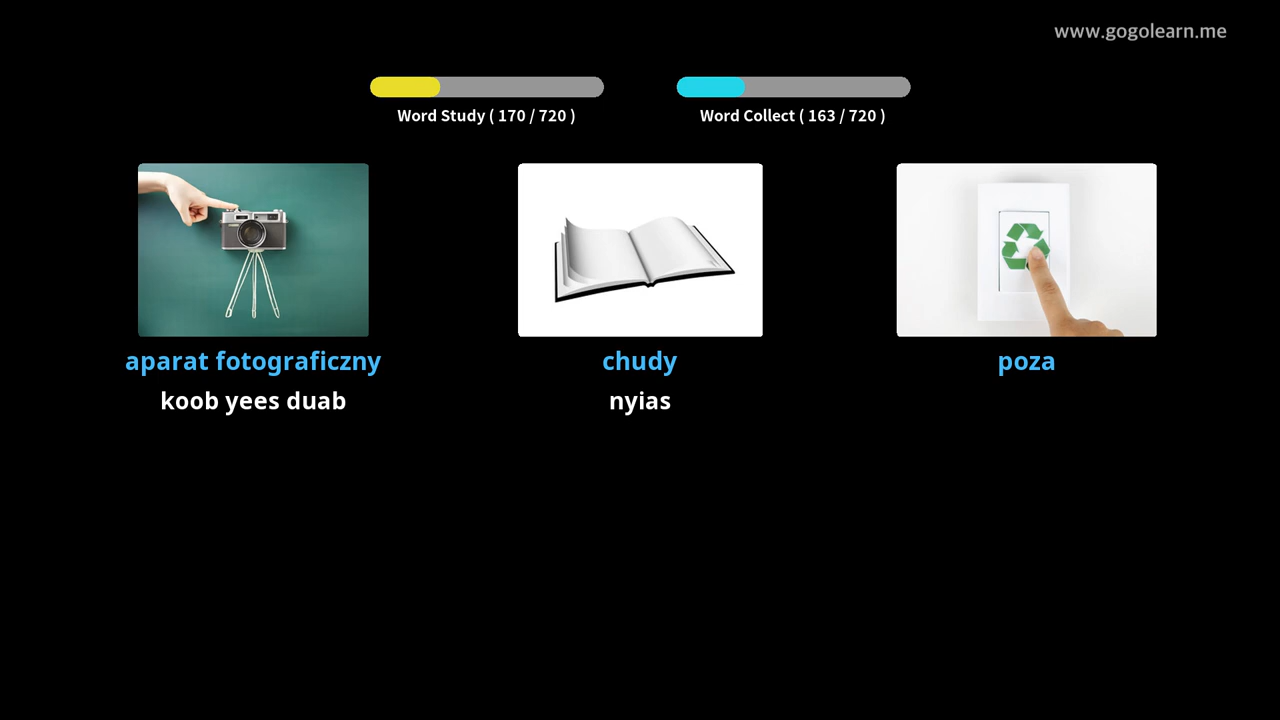 www.gogolearn.me
Word Study ( 170 / 720 )
Word Collect ( 163 / 720 )
aparat fotograficzny
koob yees duab
chudy
nyias
poza